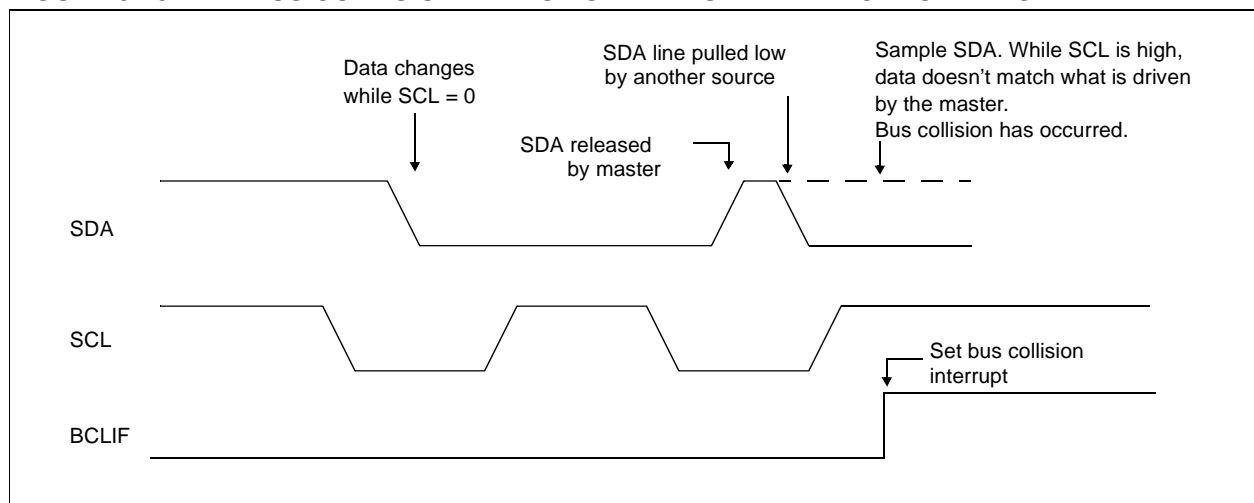 Data changes
while SCL = 0
SDA line pulled low
by another source
Sample SDA. While SCL is high,
data doesn't match what is driven
by the master.
Bus collision has occurred.
SDA released
by master
SDA
SCL
Set bus collision
interrupt
BCLIF